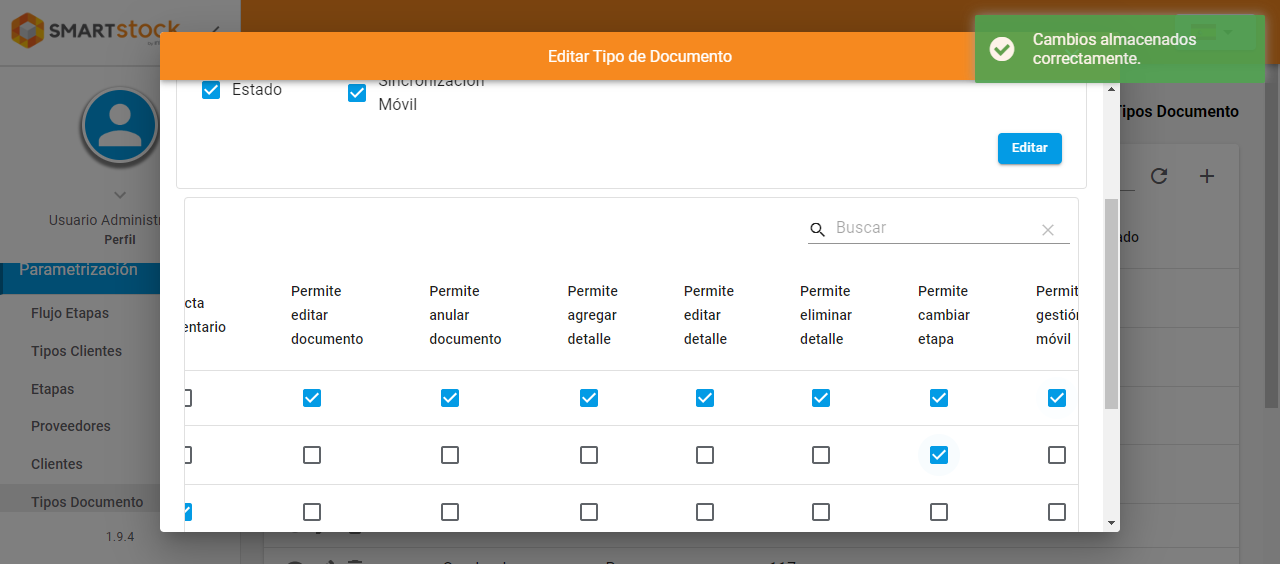 SMARTSTOCK
Editar Tipo de Documento
Cambios almacenados
correctamente.
Estado
Sincronización
Móvil
Tipos Documento
Editar
Usuario Administr
Perfil
Parametrización
Flujo Etapas
Tipos Clientes
Etapas
Proveedores
Clientes
Tipos Documento
1.9.4
Buscar
ado
cta
entario
Permite
editar
documento
Permite
anular
documento
Permite
agregar
detalle
Permite
editar
detalle
Permite
eliminar
detalle
Permite
cambiar
etapa
Permit
gestión
móvil